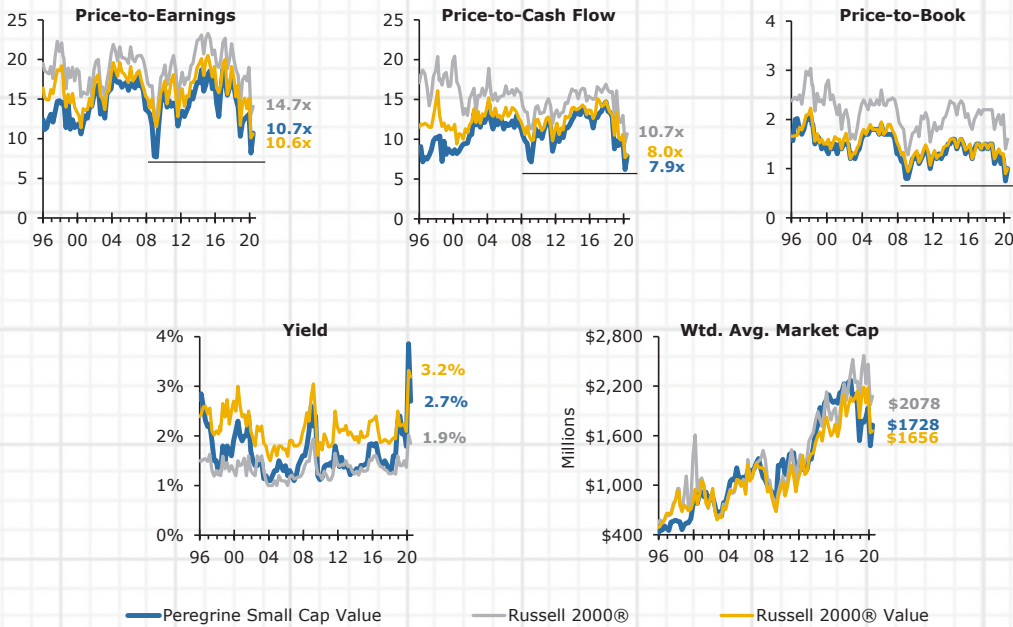 Price-to-Earnings
25
20
15
10
5
0
96 00 04 08 12 16 20
14.7x
10.7x
10.6x
Price-to-Cash Flow
25
20
15
10
5
0
96 00 04 08 12 16 20
10.7x
8.0x
7.9x
Price-to-Book
4
3
2
1
0
96 00 04 08 12 16 20
Yield
4%
3%
2%
1%
0%
96 00 04 08 12 16 20
3.2%
2.7%
1.9%
Wtd. Avg. Market Cap
Millions
$2,800
$2,200
$1,600
$1,000
$400
96 00 04 08 12 16 20
$2078
$1728
$1656
Peregrine Small Cap Value
Russell 2000®
Russell 2000® Value